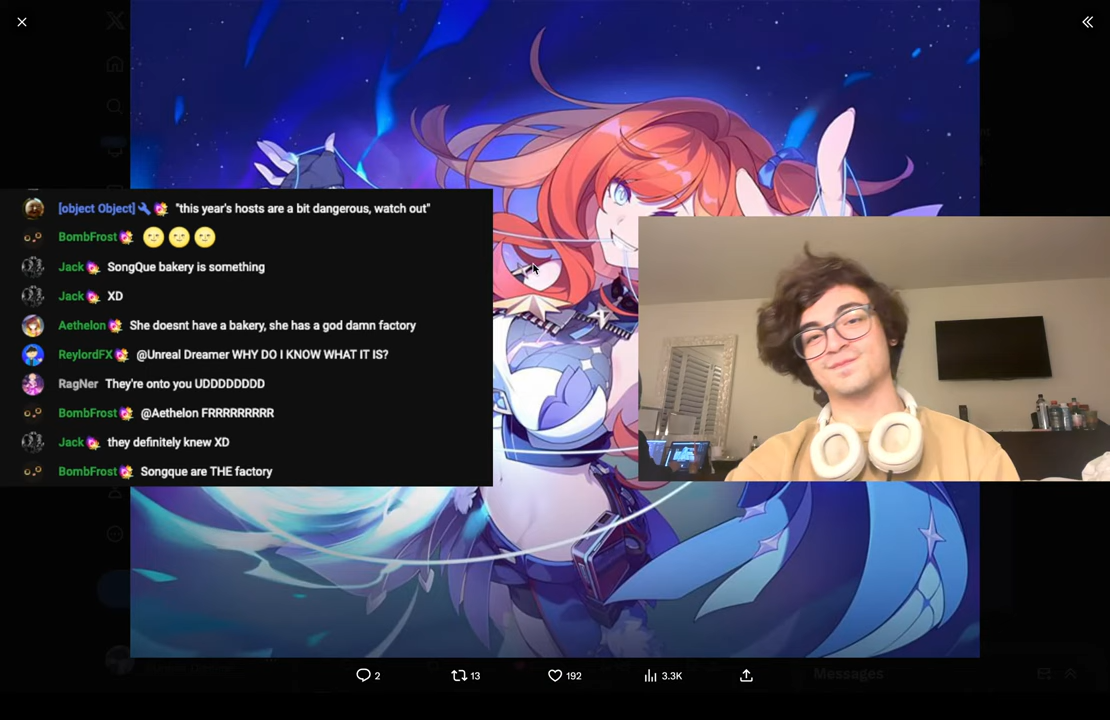 [object Object] "this year's hosts are a bit dangerous, watch out"
BombFrost
Jack SongQue bakery is something
Jack XD
Aethelon She doesnt have a bakery, she has a god damn factory
ReylordFX @Unreal Dreamer WHY DO I KNOW WHAT IT IS?
RagNer They're onto you UDDDDDDDD
BombFrost @Aethelon FRRRRRRRRR
Jack they definitely knew XD
BombFrost Songque are THE factory
2 13 192 3.3K
Messages